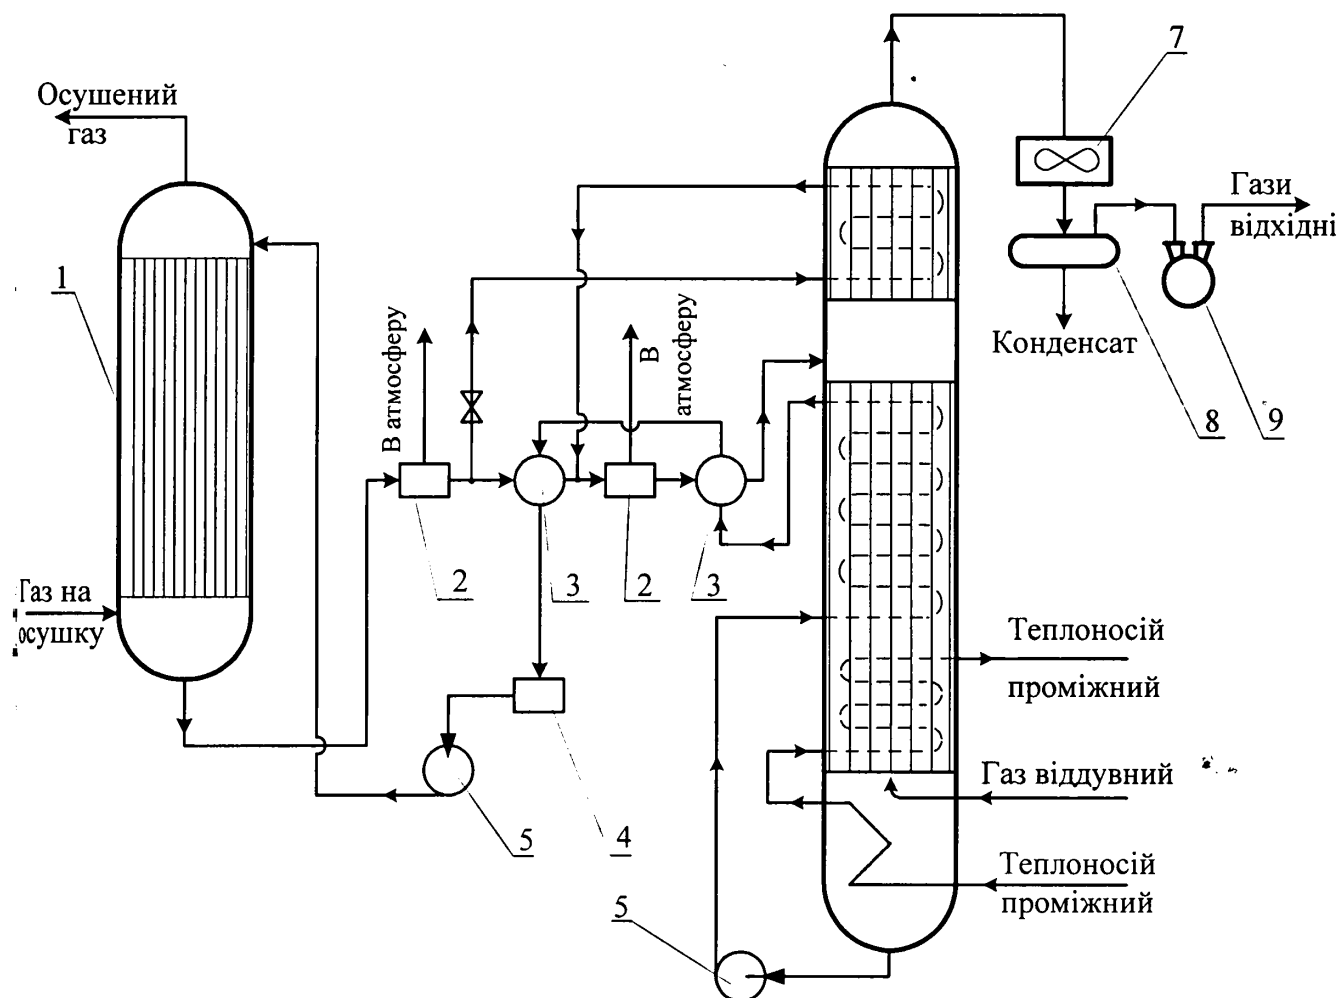 7
Осушений
газ
Гази
відхідні
1
В атмосферу
В
атмосферу
Конденсат
8
9
2
3
2
3
Газ на
осушку
Теплоносій
проміжний
Газ віддувний
5
4
Теплоносій
проміжний
5